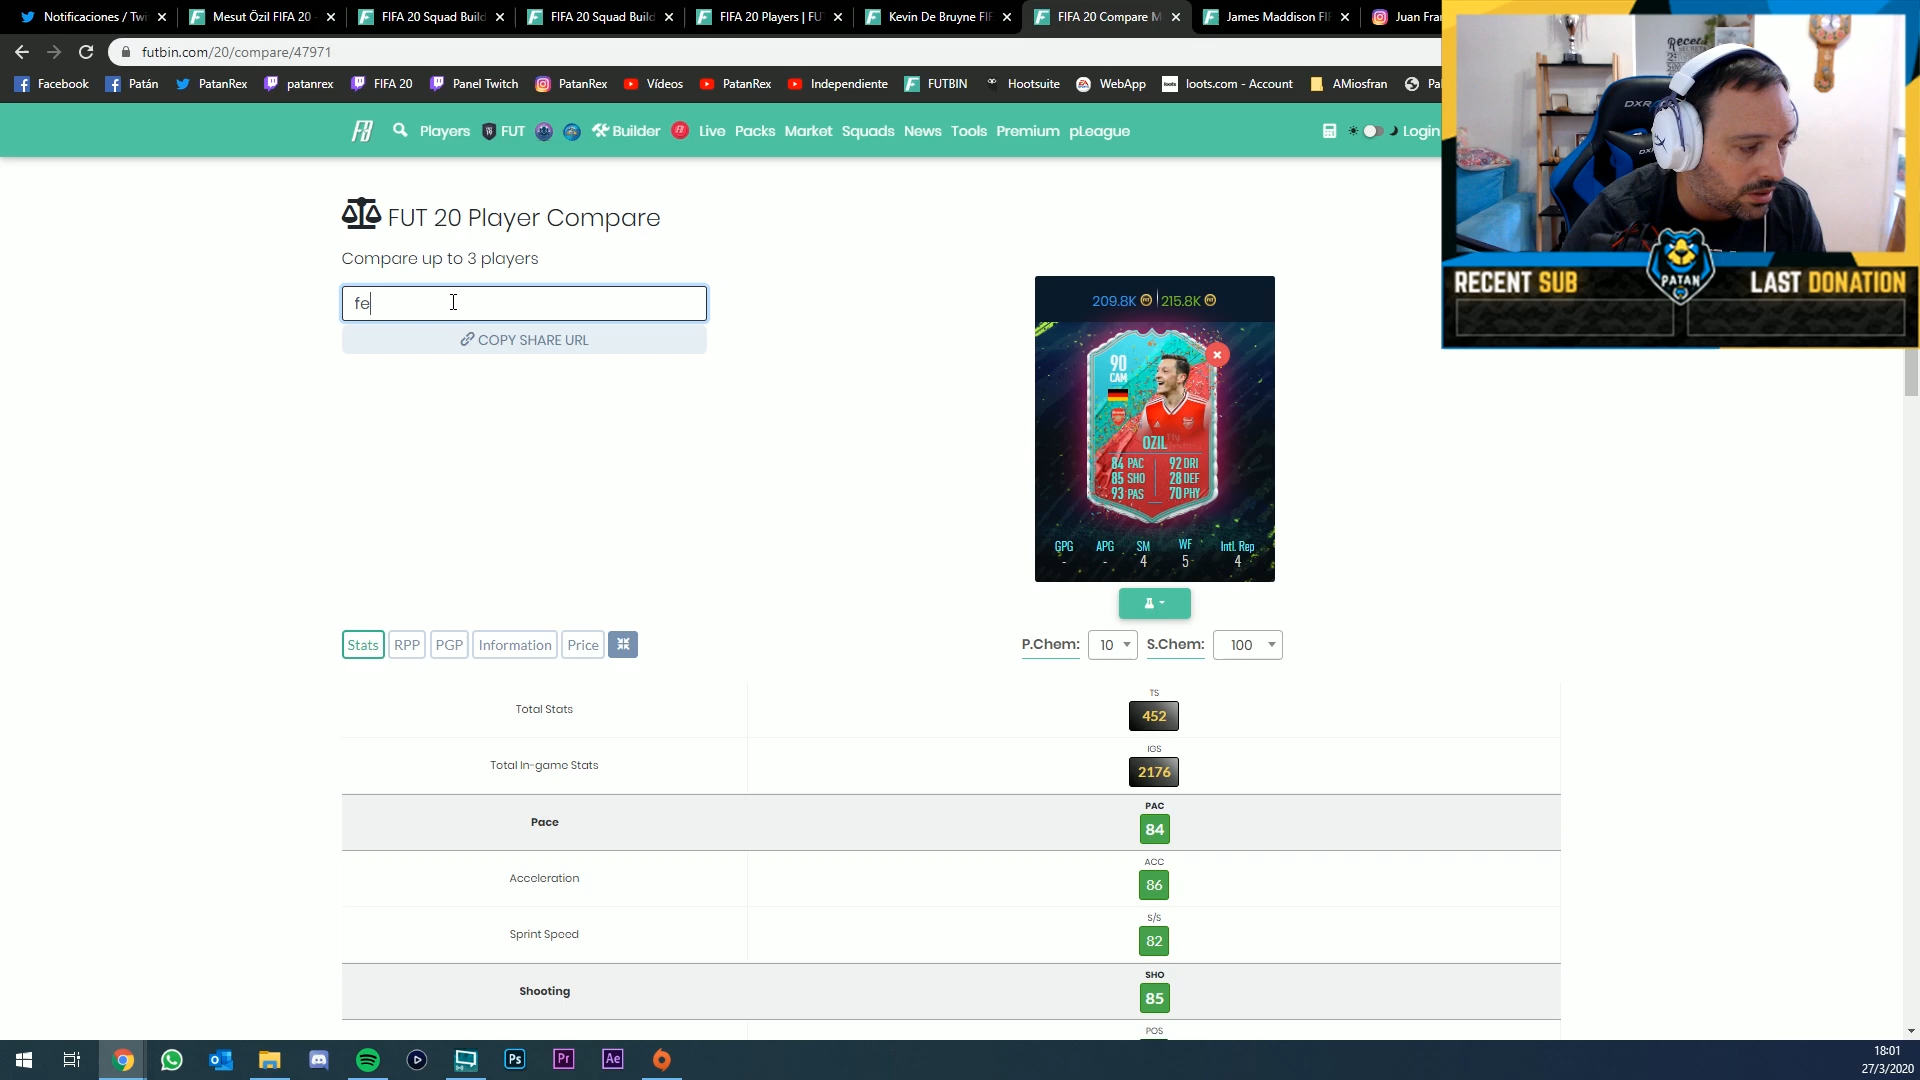 Notificaciones / Twi
Mesut Özil FIFA 20
FIFA 20 Squad Build
FIFA 20 Squad Build
FIFA 20 Players | FU
Kevin De Bruyne FIF
FIFA 20 Compare M
James Maddison FI
Juan Fra
futbin.com/20/compare/47971
Facebook
Patán
PatanRex
patanrex
FIFA 20
Panel Twitch
PatanRex
Vídeos
PatanRex
Independiente
FUTBIN
Hootsuite
WebApp
loots.com - Account
AMiosfran
Pa
Players
FUT
Builder
Live
Packs
Market
Squads
News
Tools
Premium
pLeague
Login
FUT 20 Player Compare
Compare up to 3 players
fe
COPY SHARE URL
209.8K 215.8K
90
CAM
OZIL
84 PAC 92 DRI
85 SHO 28 DEF
93 PAS 70 PHY
GPG APG SM WF Intl. Rep
- - 4 5 4
RECENT SUB
PATAN
LAST DONATION
Stats
RPP
PGP
Information
Price
P.Chem: 10
S.Chem: 100
Total Stats
TS
452
Total In-game Stats
IGS
2176
Pace
PAC
84
Acceleration
ACC
86
Sprint Speed
S/S
82
Shooting
SHO
85
POS
Ps
Pr
Ae
18:01
27/3/2020